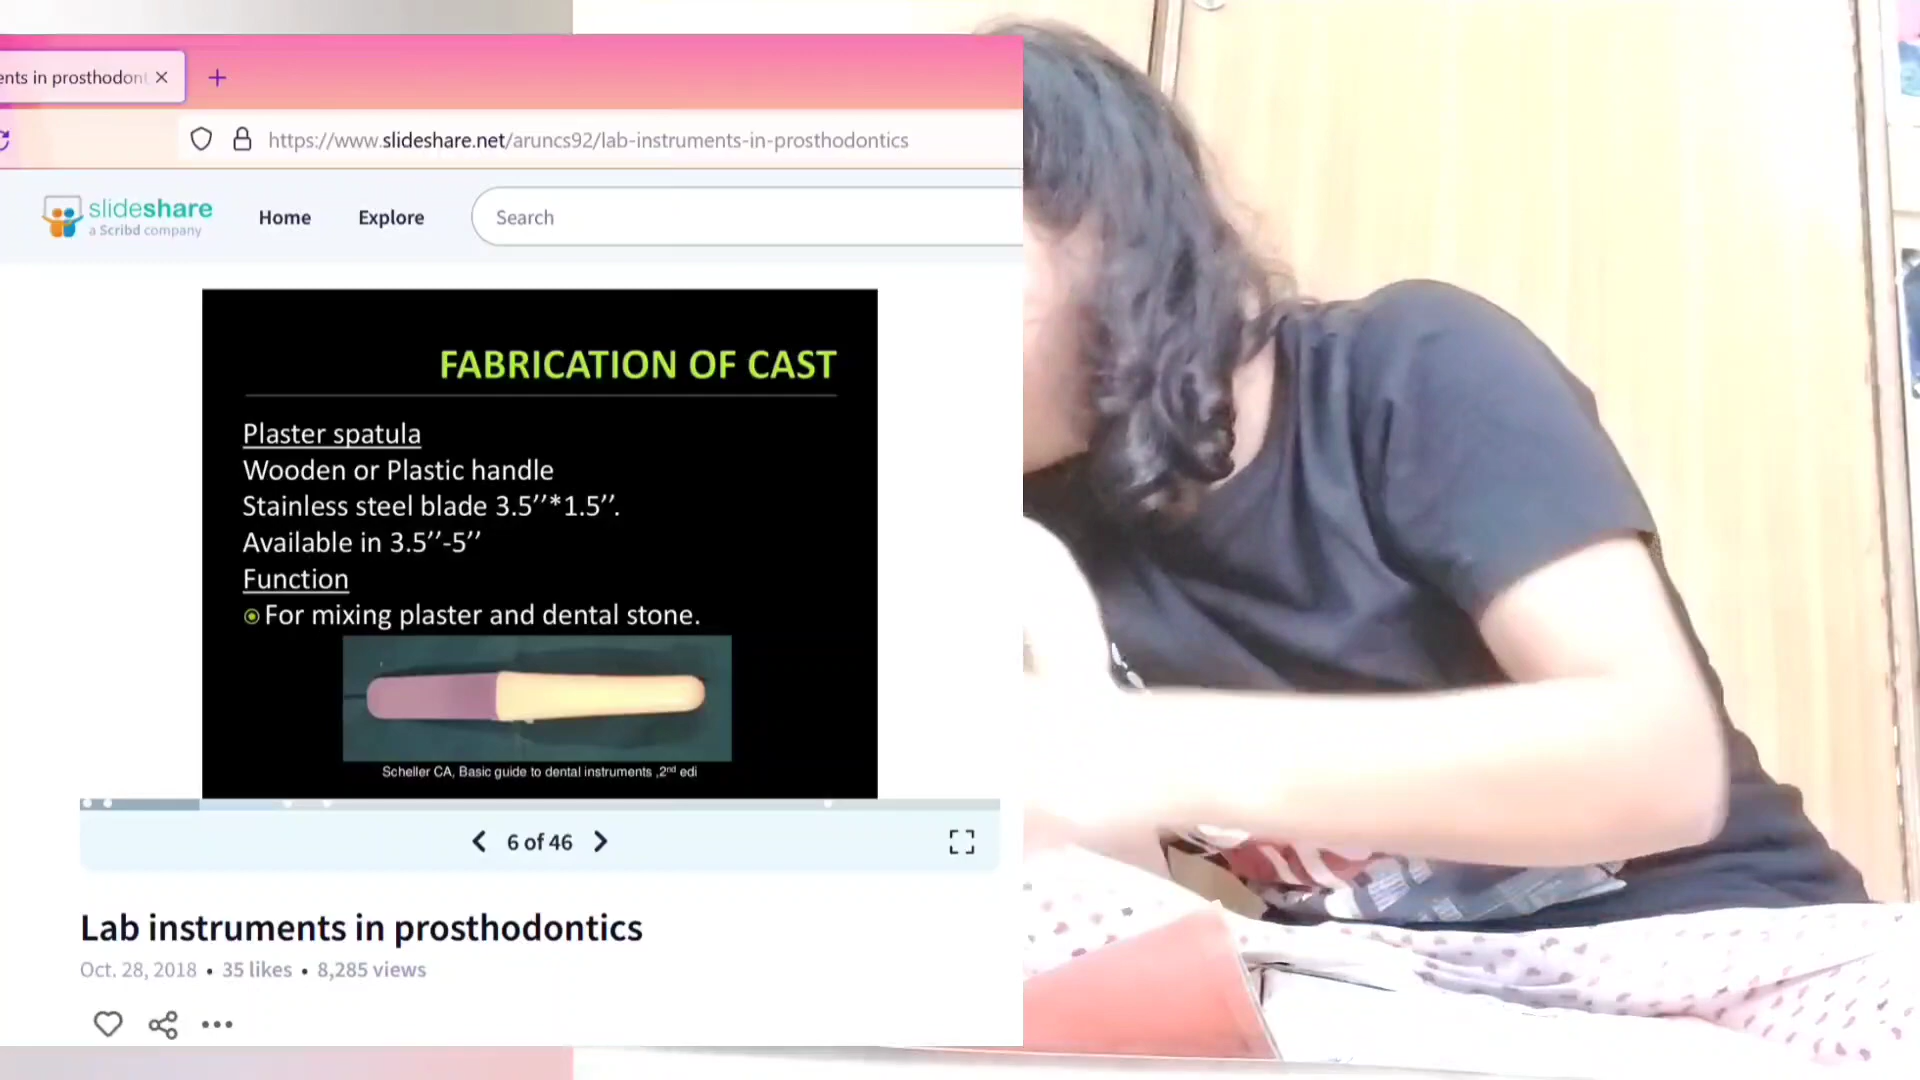 ents in prosthodont
https://www.slideshare.net/aruncs92/lab-instruments-in-prosthodontics
slideshare
a Scribd company
Home
Explore
Search
FABRICATION OF CAST
Plaster spatula
Wooden or Plastic handle
Stainless steel blade 3.5’’*1.5’’.
Available in 3.5’’-5’’
Function
For mixing plaster and dental stone.
Scheller CA, Basic guide to dental instruments ,2nd edi
6 of 46
Lab instruments in prosthodontics
Oct. 28, 2018 • 35 likes • 8,285 views